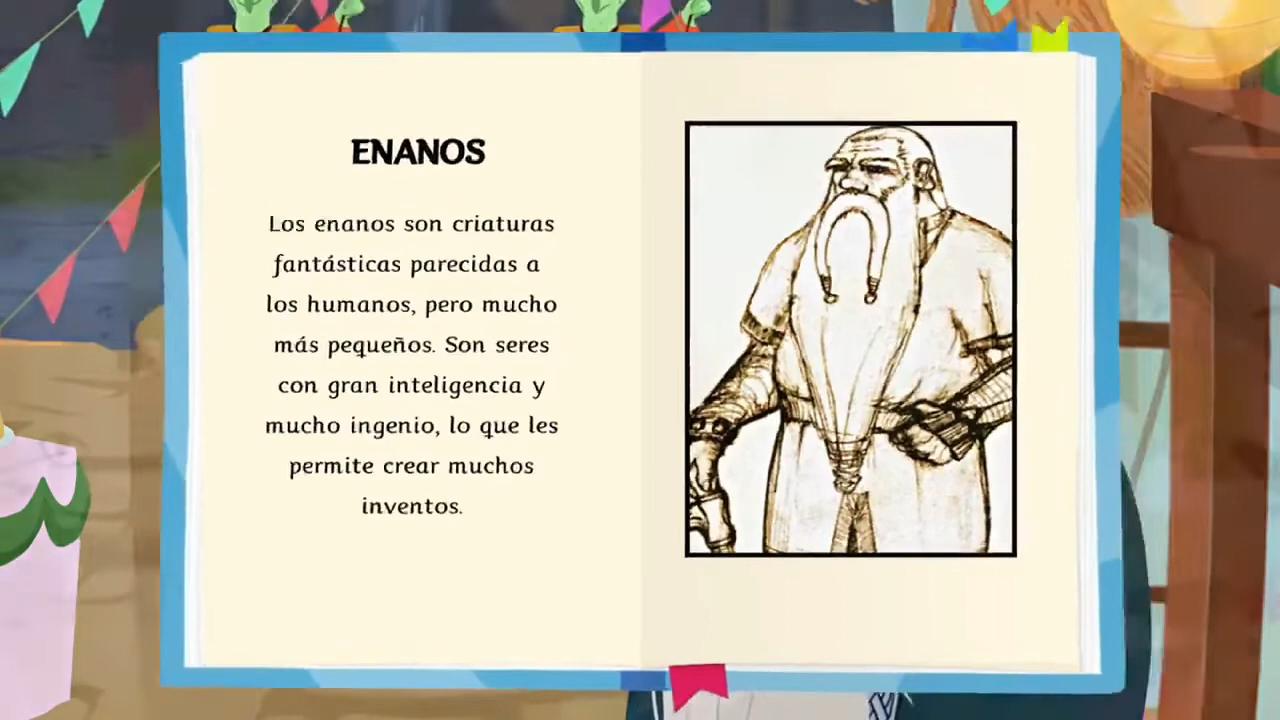 ENANOS
Los enanos son criaturas
fantásticas parecidas a
los humanos, pero mucho
más pequeños. Son seres
con gran inteligencia y
mucho ingenio, lo que les
permite crear muchos
inventos.